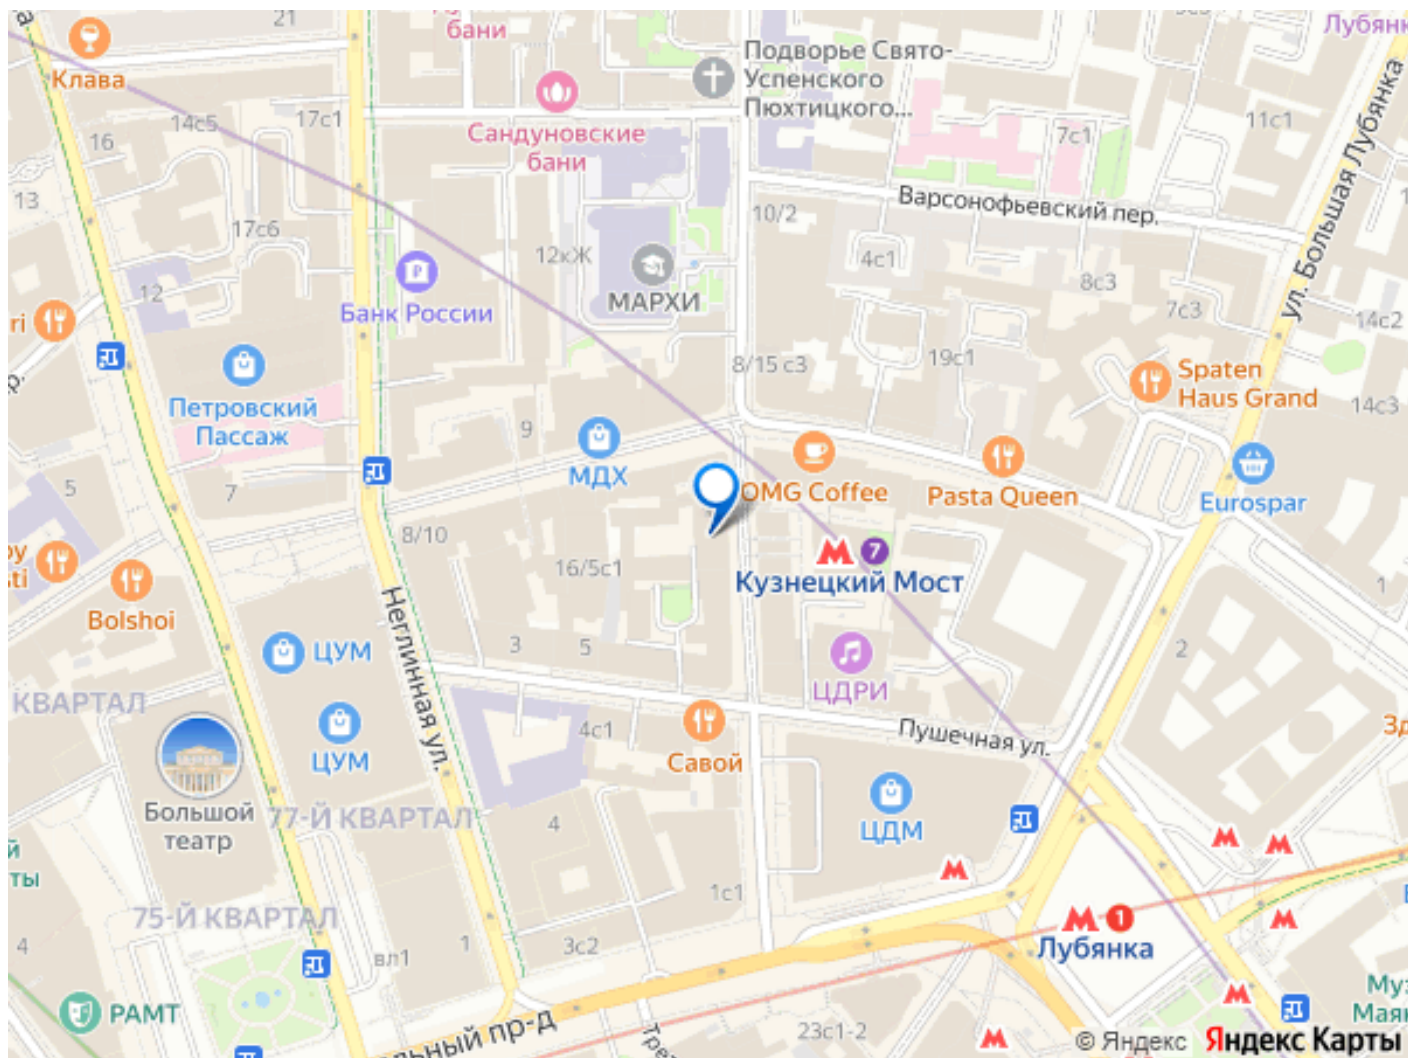 21
бани
Клава
Подворье Свято-
Успенского
Пюхтицкого...
16
14с5
17с1
Сандуновские
бани
7с1
11с1
ул. Большая Лубянка
13
17с6
10/2
Варсонофьевский пер.
12кЖ
4с1
8с3
12
МАРХИ
Банк России
7с3
14с2
ri
8/15 с3
19с1
Spaten
Haus Grand
14с3
Петровский
Пассаж
9
МДХ
OMG Coffee
Pasta Queen
Eurospar
5
7
8/10
16/5с1
7
Кузнецкий Мост
1
Bolshoi
Неглинная ул.
3
5
ЦУМ
2
ЦДРИ
КВАРТАЛ
4с1
Савой
Пушечная ул.
ЦУМ
Большой
театр
77-Й КВАРТАЛ
4
ЦДМ
1с1
75-Й КВАРТАЛ
1
Лубянка
4
вл1
1
3с2
РАМТ
23с1-2
© Яндекс Яндекс Карты